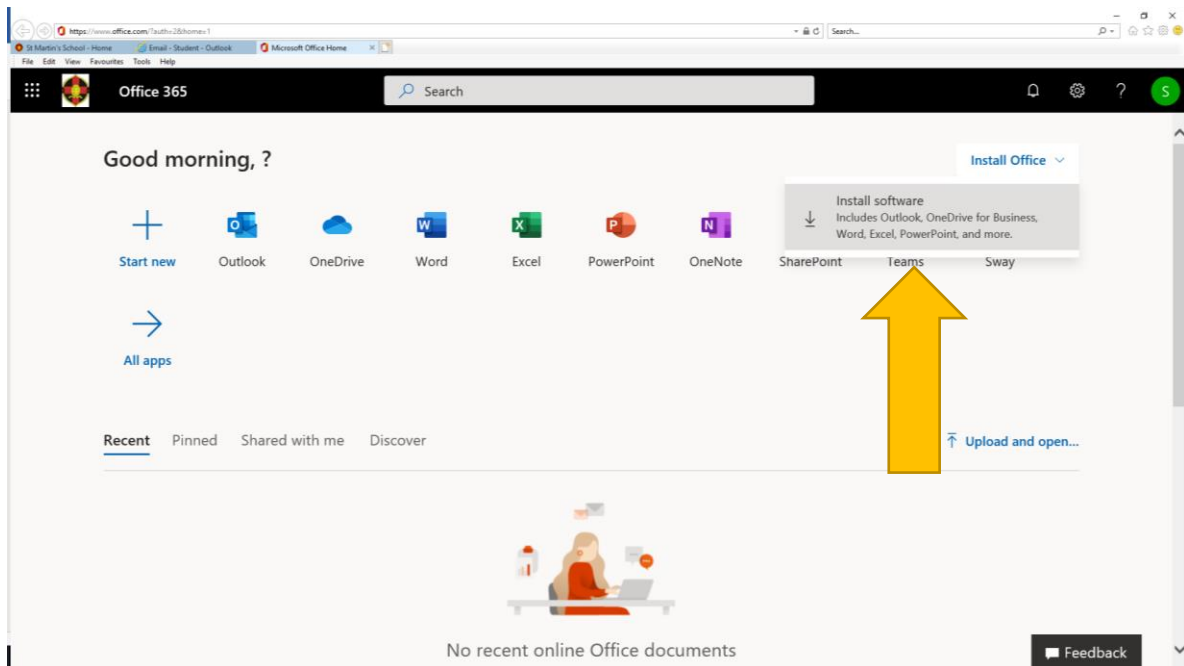 https://www.office.com/?auth=2&home=1
Search...
St Martin's School - Home
Email - Student - Outlook
Microsoft Office Home
File Edit View Favourites Tools Help
Office 365
Search
?
S
Good morning, ?
Install Office
Install software
Includes Outlook, OneDrive for Business,
Word, Excel, PowerPoint, and more.
Start new
Outlook
OneDrive
Word
Excel
PowerPoint
OneNote
SharePoint
Teams
Sway
All apps
Recent Pinned Shared with me Discover
Upload and open...
No recent online Office documents
Feedback